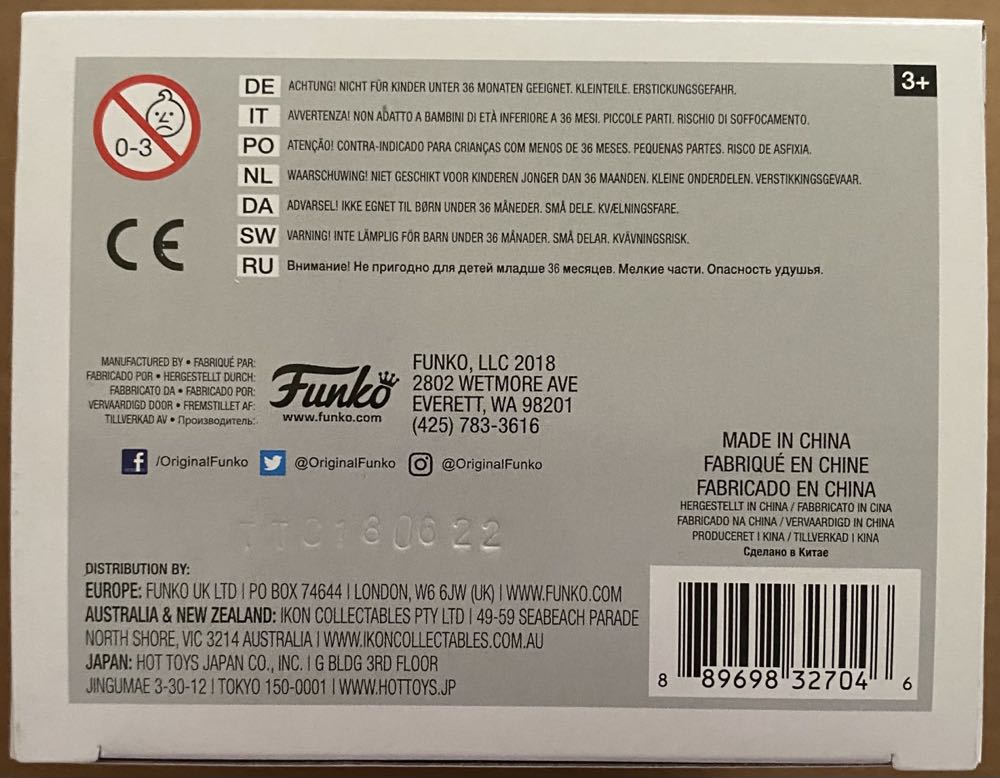 3+
0-3
DE ACHTUNG! NICHT FÜR KINDER UNTER 36 MONATEN GEEIGNET. KLEINTEILE. ERSTICKUNGSGEFAHR.
IT AVVERTENZA! NON ADATTO A BAMBINI DI ETÀ INFERIORE A 36 MESI. PICCOLE PARTI. RISCHIO DI SOFFOCAMENTO.
PO ATENÇÃO! CONTRA-INDICADO PARA CRIANÇAS COM MENOS DE 36 MESES. PEQUENAS PARTES. RISCO DE ASFIXIA.
NL WAARSCHUWING! NIET GESCHIKT VOOR KINDEREN JONGER DAN 36 MAANDEN. KLEINE ONDERDELEN. VERSTIKKINGSGEVAAR.
DA ADVARSEL! IKKE EGNET TIL BØRN UNDER 36 MÅNEDER. SMÅ DELE. KVÆLNINGSFARE.
SW VARNING! INTE LÄMPLIG FÖR BARN UNDER 36 MÅNADER. SMÅ DELAR. KVÄVNINGSRISK.
RU Внимание! Не пригодно для детей младше 36 месяцев. Мелкие части. Опасность удушья.
CE
MANUFACTURED BY • FABRIQUÉ PAR:
FABRICADO POR • HERGESTELLT DURCH:
FABBRICATO DA • FABRICADO POR:
VERVAARDIGD DOOR • FREMSTILLET AF:
TILLVERKAD AV • Производитель:
Funko
www.funko.com
FUNKO, LLC 2018
2802 WETMORE AVE
EVERETT, WA 98201
(425) 783-3616
f /OriginalFunko @OriginalFunko @OriginalFunko
MADE IN CHINA
FABRIQUÉ EN CHINE
FABRICADO EN CHINA
HERGESTELLT IN CHINA / FABBRICATO IN CINA
FABRICADO NA CHINA / VERVAARDIGD IN CHINA
PRODUCERET I KINA / TILLVERKAD I KINA
Сделано в Китае
DISTRIBUTION BY:
EUROPE: FUNKO UK LTD | PO BOX 74644 | LONDON, W6 6JW (UK) | WWW.FUNKO.COM
AUSTRALIA & NEW ZEALAND: IKON COLLECTABLES PTY LTD | 49-59 SEABEACH PARADE
NORTH SHORE, VIC 3214 AUSTRALIA | WWW.IKONCOLLECTABLES.COM.AU
JAPAN: HOT TOYS JAPAN CO., INC. | G BLDG 3RD FLOOR
JINGUMAE 3-30-12 | TOKYO 150-0001 | WWW.HOTTOYS.JP
8 89698 32704 6